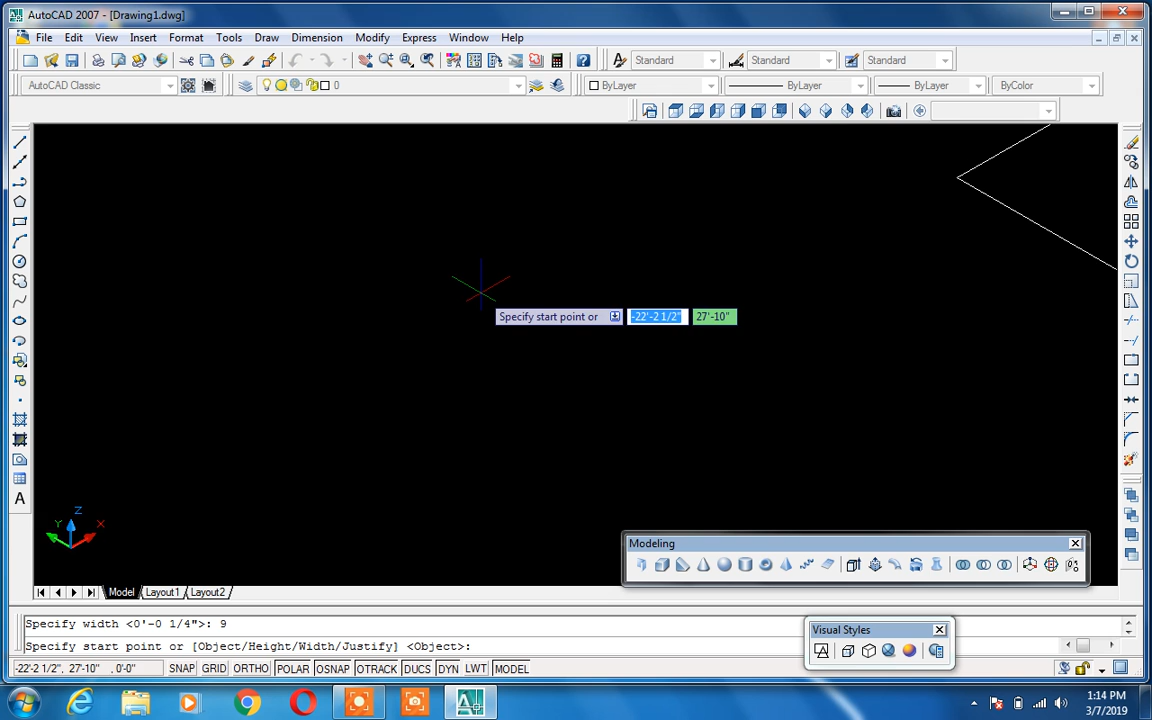 AutoCAD 2007 - [Drawing1.dwg]
File Edit View Insert Format Tools Draw Dimension Modify Express Window Help
Standard Standard Standard
AutoCAD Classic 0 ByLayer ByLayer ByLayer ByColor
Specify start point or -22'-2 1/2" 27'-10"
Z
Y X
Modeling
Model Layout1 Layout2
Specify width <0'-0 1/4">: 9
Specify start point or [Object/Height/Width/Justify] <Object>:
Visual Styles
-22'-2 1/2", 27'-10" , 0'-0" SNAP GRID ORTHO POLAR OSNAP OTRACK DUCS DYN LWT MODEL
1:14 PM
3/7/2019